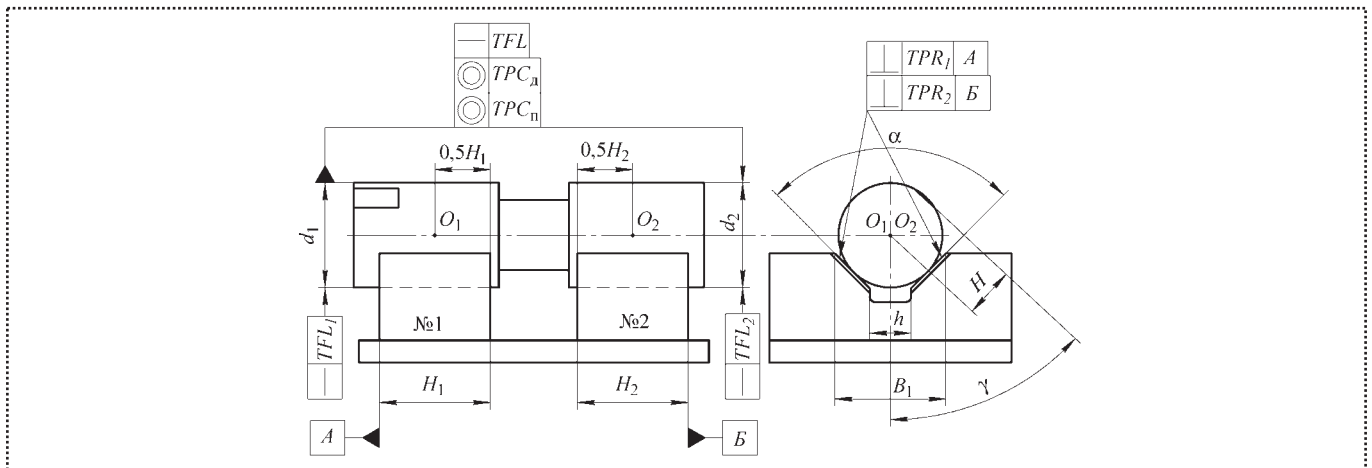 TFL
TPCд
TPCп
TPR1 А
TPR2 Б
α
0,5H1 0,5H2
d1 O1 O2 d2 O1 O2
H
№1 №2 h
TFL1 TFL2
H1 H2 B1 γ
А Б